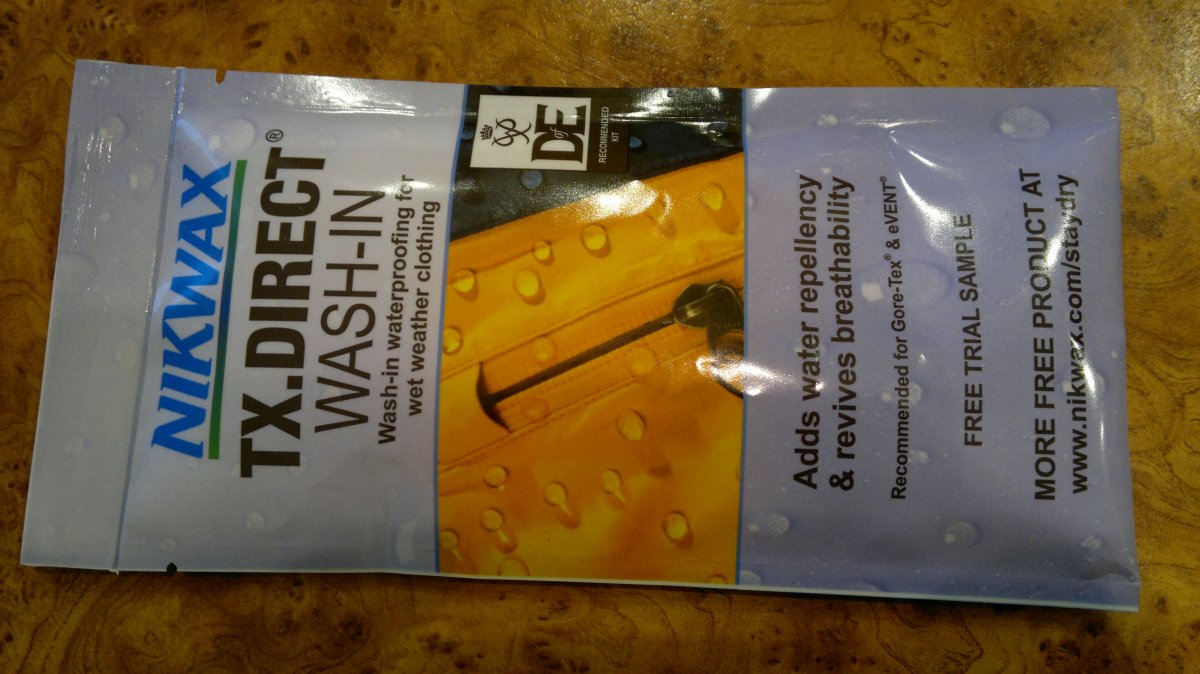 NIKWAX
TX.DIRECT®
WASH-IN
Wash-in waterproofing for
wet weather clothing
DofE
RECOMMENDED
KIT
Adds water repellency
& revives breathability
Recommended for Gore-Tex® & eVENT®
FREE TRIAL SAMPLE
MORE FREE PRODUCT AT
www.nikwax.com/staydry